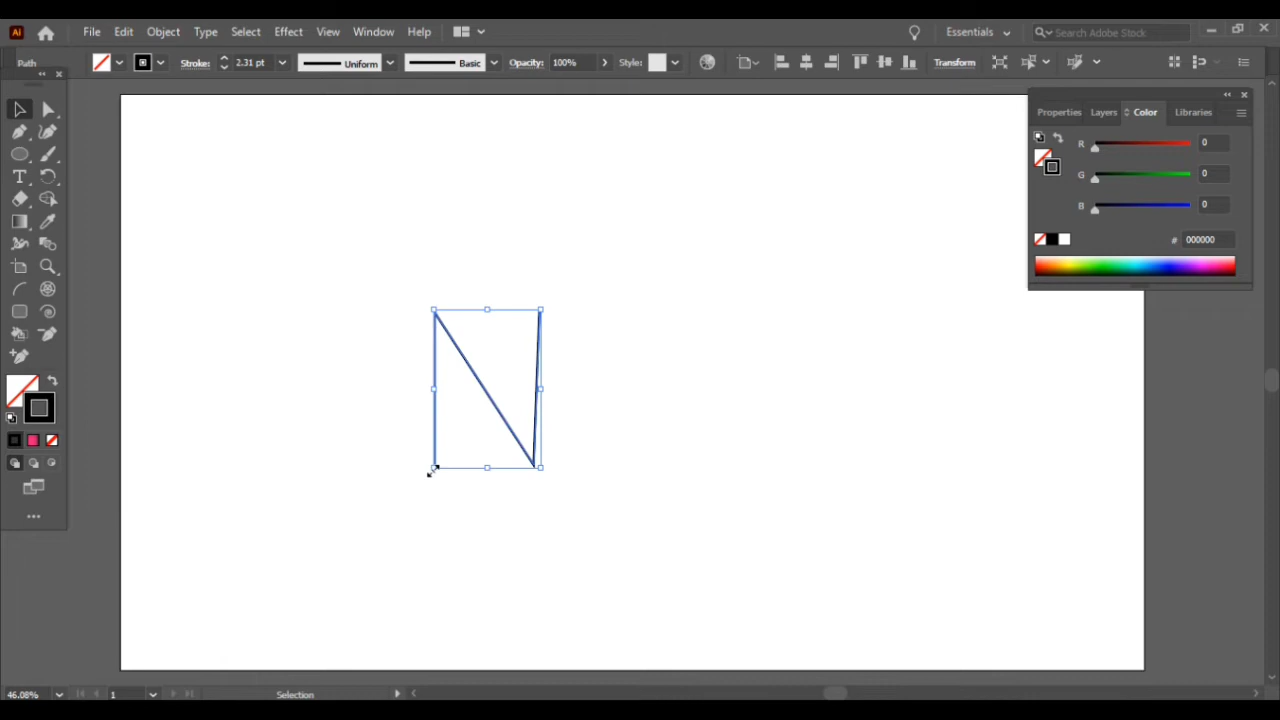 Ai File Edit Object Type Select Effect View Window Help Essentials Search Adobe Stock
Path Stroke: 2.31 pt Uniform Basic Opacity: 100% Style: Transform
Properties Layers Color Libraries
R 0
G 0
B 0
# 000000
T
46.08% 1 Selection